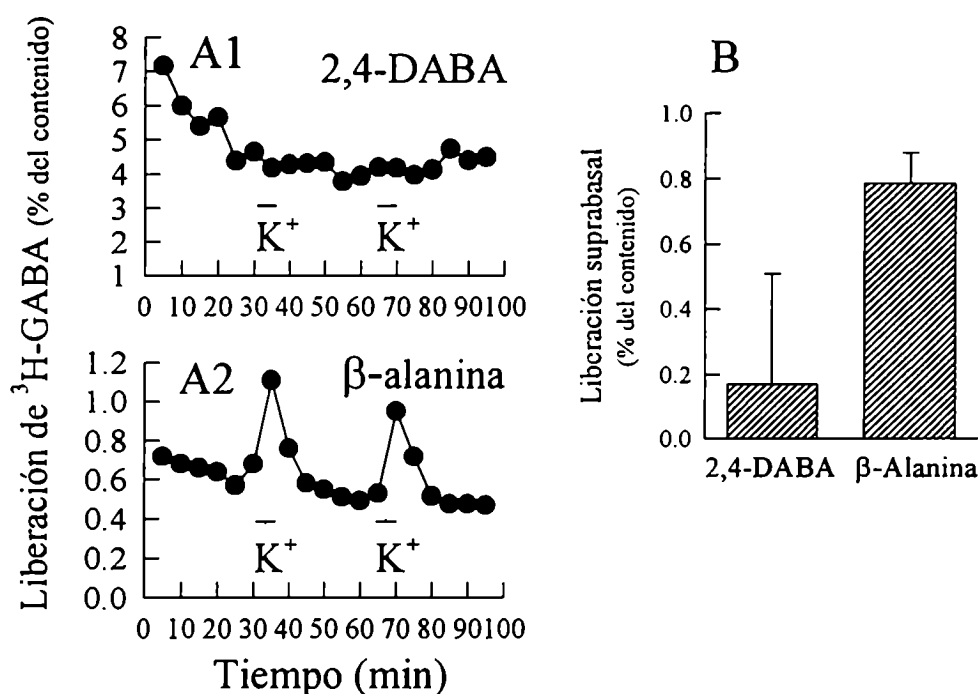 A1
2,4-DABA
8
7
6
5
4
3
2
1
K⁺ K⁺
0 10 20 30 40 50 60 70 80 90 100
A2
β-alanina
1.2
1.0
0.8
0.6
0.4
0.2
0.0
K⁺ K⁺
0 10 20 30 40 50 60 70 80 90 100
Tiempo (min)
Liberación de ³H-GABA (% del contenido)
B
1.0
0.8
0.6
0.4
0.2
0.0
2,4-DABA β-Alanina
Liberación suprabasal
(% del contenido)